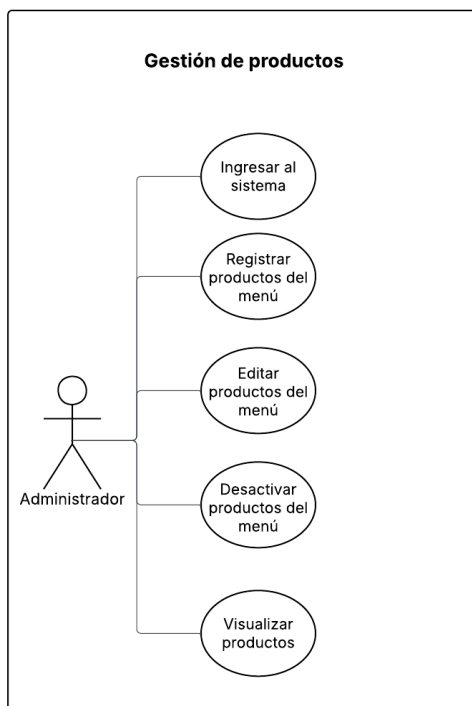 Gestión de productos
Ingresar al
sistema
Registrar
productos del
menú
Editar
productos del
menú
Administrador
Desactivar
productos del
menú
Visualizar
productos